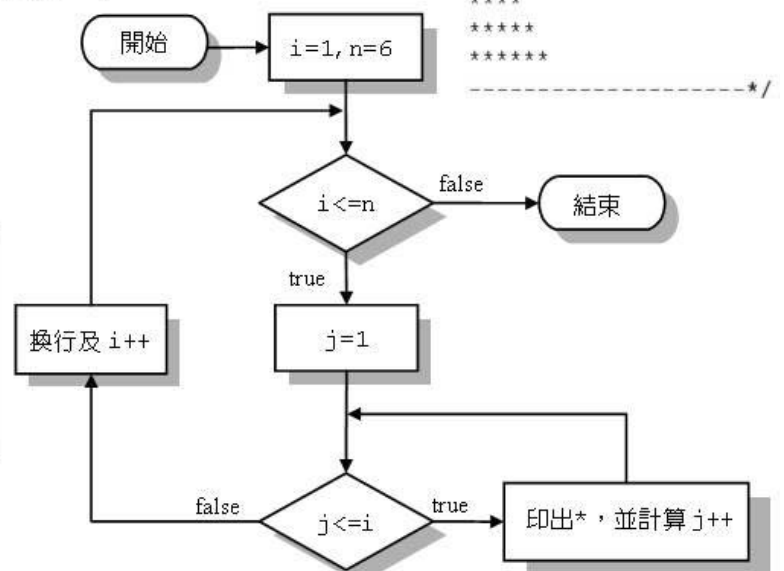 ****
*****
******
--------------------*/
開始
i=1,n=6
i<=n
false
結束
true
換行及 i++
j=1
false
j<=i
true
印出*，並計算 j++